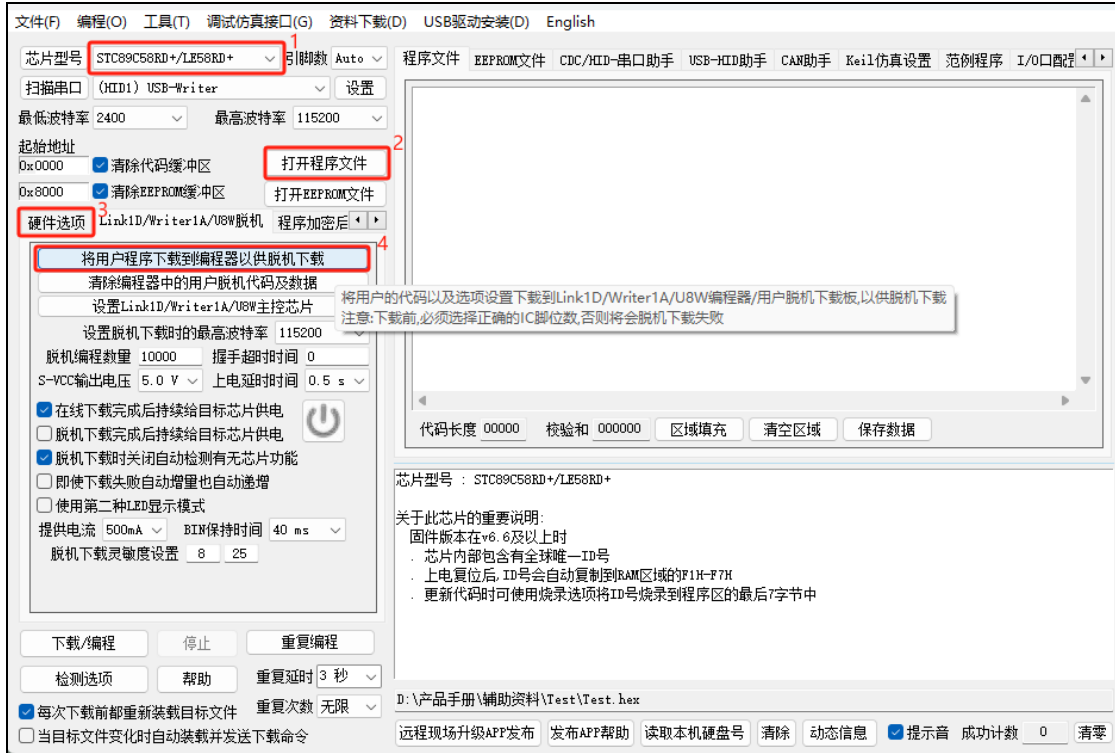 文件(F) 编程(O) 工具(T) 调试仿真接口(G) 资料下载(D) USB驱动安装(D) English
1
芯片型号 STC89C58RD+/LE58RD+ 引脚数 Auto
扫描串口 (HID1) USB-Writer 设置
最低波特率 2400 最高波特率 115200
起始地址
0x0000 清除代码缓冲区 打开程序文件
2
0x8000 清除EEPROM缓冲区 打开EEPROM文件
3
硬件选项 Link1D/Writer1A/U8W脱机 程序加密后
4
将用户程序下载到编程器以供脱机下载
清除编程器中的用户脱机代码及数据
设置Link1D/Writer1A/U8W主控芯片
设置脱机下载时的最高波特率 115200
脱机编程数量 10000 握手超时时间 0
S-VCC输出电压 5.0 V 上电延时时间 0.5 s
在线下载完成后持续给目标芯片供电
脱机下载完成后持续给目标芯片供电
脱机下载时关闭自动检测有无芯片功能
即使下载失败自动增量也自动递增
使用第二种LED显示模式
提供电流 500mA BIN保持时间 40 ms
脱机下载灵敏度设置 8 25
下载/编程 停止 重复编程
检测选项 帮助 重复延时 3 秒
每次下载前都重新装载目标文件 重复次数 无限
当目标文件变化时自动装载并发送下载命令
程序文件 EEPROM文件 CDC/HID-串口助手 USB-HID助手 CAN助手 Keil仿真设置 范例程序 I/O口配
将用户的代码以及选项设置下载到Link1D/Writer1A/U8W编程器/用户脱机下载板,以供脱机下载
注意:下载前,必须选择正确的IC脚位数,否则将会脱机下载失败
代码长度 00000 校验和 000000 区域填充 清空区域 保存数据
芯片型号 : STC89C58RD+/LE58RD+
关于此芯片的重要说明:
固件版本在v6.6及以上时
. 芯片内部包含有全球唯一ID号
. 上电复位后,ID号会自动复制到RAM区域的F1H-F7H
. 更新代码时可使用烧录选项将ID号烧录到程序区的最后7字节中
D:\产品手册\辅助资料\Test\Test.hex
远程现场升级APP发布 发布APP帮助 读取本机硬盘号 清除 动态信息 提示音 成功计数 0 清零